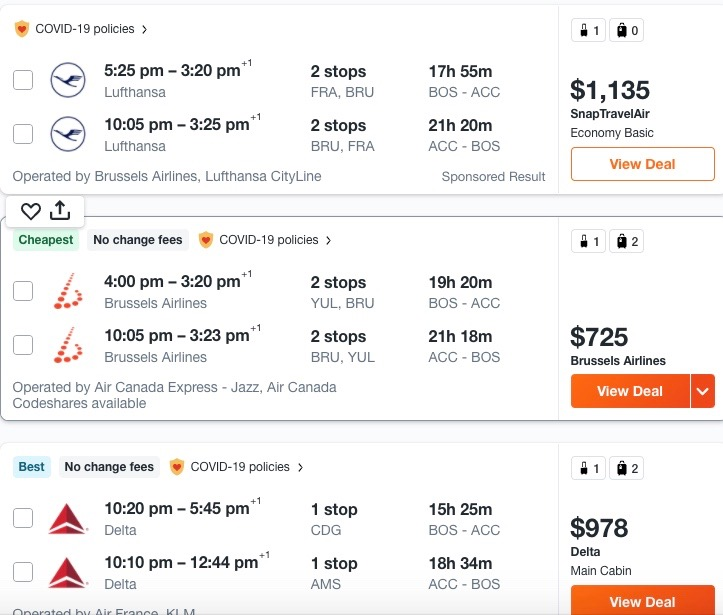 COVID-19 policies
1 0
5:25 pm – 3:20 pm+1 2 stops 17h 55m
Lufthansa FRA, BRU BOS - ACC
$1,135
SnapTravelAir
10:05 pm – 3:25 pm+1 2 stops 21h 20m
Economy Basic
Lufthansa BRU, FRA ACC - BOS
View Deal
Operated by Brussels Airlines, Lufthansa CityLine Sponsored Result
Cheapest No change fees COVID-19 policies
1 2
4:00 pm – 3:20 pm+1 2 stops 19h 20m
Brussels Airlines YUL, BRU BOS - ACC
10:05 pm – 3:23 pm+1 2 stops 21h 18m
$725
Brussels Airlines BRU, YUL ACC - BOS
Brussels Airlines
Operated by Air Canada Express - Jazz, Air Canada
View Deal
Codeshares available
Best No change fees COVID-19 policies
1 2
10:20 pm – 5:45 pm+1 1 stop 15h 25m
Delta CDG BOS - ACC
$978
Delta
10:10 pm – 12:44 pm+1 1 stop 18h 34m
Main Cabin
Delta AMS ACC - BOS
View Deal
Operated by Air France, KLM